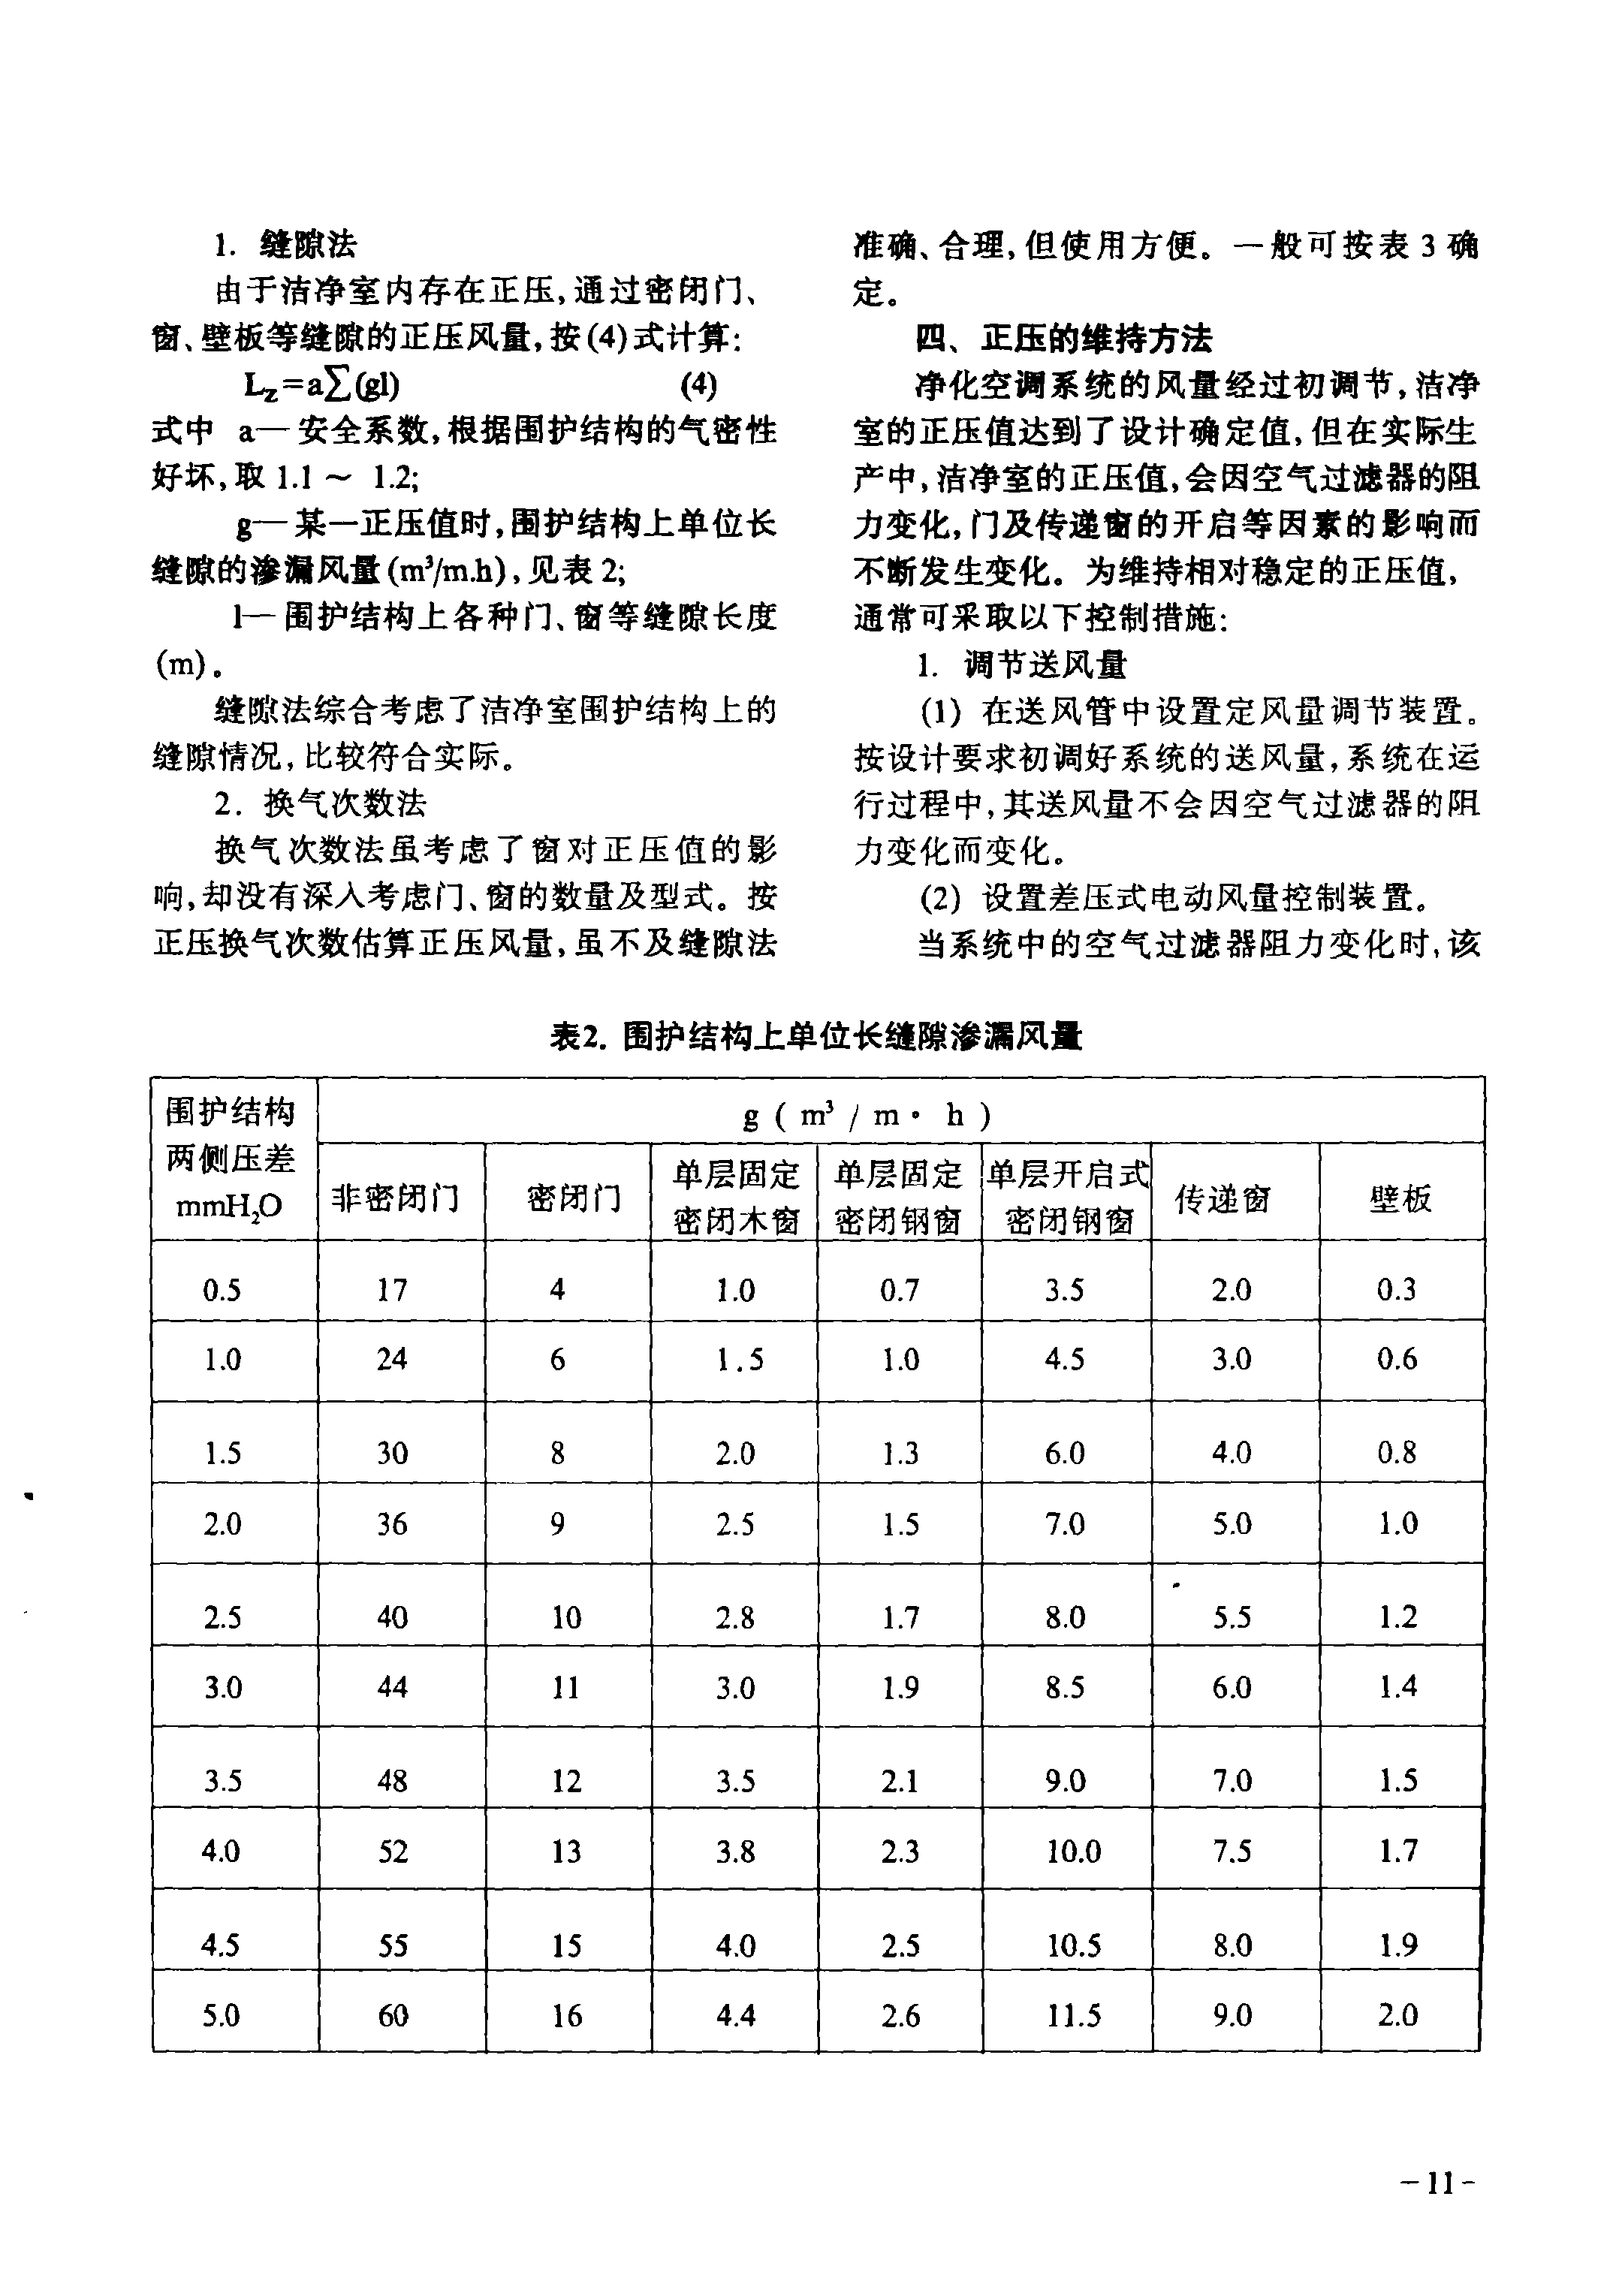 1. 缝隙法
由于洁净室内存在正压,通过密闭门、
窗、壁板等缝隙的正压风量,按(4)式计算:
Lz=a∑(gl) (4)
式中 a— 安全系数,根据围护结构的气密性
好坏,取 1.1～ 1.2;
g— 某一正压值时,围护结构上单位长
缝隙的渗漏风量(m³/m.h),见表2;
l— 围护结构上各种门、窗等缝隙长度
(m)。
缝隙法综合考虑了洁净室围护结构上的
缝隙情况,比较符合实际。
2. 换气次数法
换气次数法虽考虑了窗对正压值的影
响,却没有深入考虑门、窗的数量及型式。按
正压换气次数估算正压风量,虽不及缝隙法
准确、合理,但使用方便。一般可按表3确
定。
四、正压的维持方法
净化空调系统的风量经过初调节,洁净
室的正压值达到了设计确定值,但在实际生
产中,洁净室的正压值,会因空气过滤器的阻
力变化,门及传递窗的开启等因素的影响而
不断发生变化。为维持相对稳定的正压值,
通常可采取以下控制措施:
1. 调节送风量
(1) 在送风管中设置定风量调节装置。
按设计要求初调好系统的送风量,系统在运
行过程中,其送风量不会因空气过滤器的阻
力变化而变化。
(2) 设置差压式电动风量控制装置。
当系统中的空气过滤器阻力变化时,该
表2. 围护结构上单位长缝隙渗漏风量
围护结构
两侧压差
mmH₂O
g ( m³ / m · h )
非密闭门 密闭门 单层固定密闭木窗 单层固定密闭钢窗 单层开启式密闭钢窗 传递窗 壁板
0.5 17 4 1.0 0.7 3.5 2.0 0.3
1.0 24 6 1.5 1.0 4.5 3.0 0.6
1.5 30 8 2.0 1.3 6.0 4.0 0.8
2.0 36 9 2.5 1.5 7.0 5.0 1.0
2.5 40 10 2.8 1.7 8.0 5.5 1.2
3.0 44 11 3.0 1.9 8.5 6.0 1.4
3.5 48 12 3.5 2.1 9.0 7.0 1.5
4.0 52 13 3.8 2.3 10.0 7.5 1.7
4.5 55 15 4.0 2.5 10.5 8.0 1.9
5.0 60 16 4.4 2.6 11.5 9.0 2.0
-11-